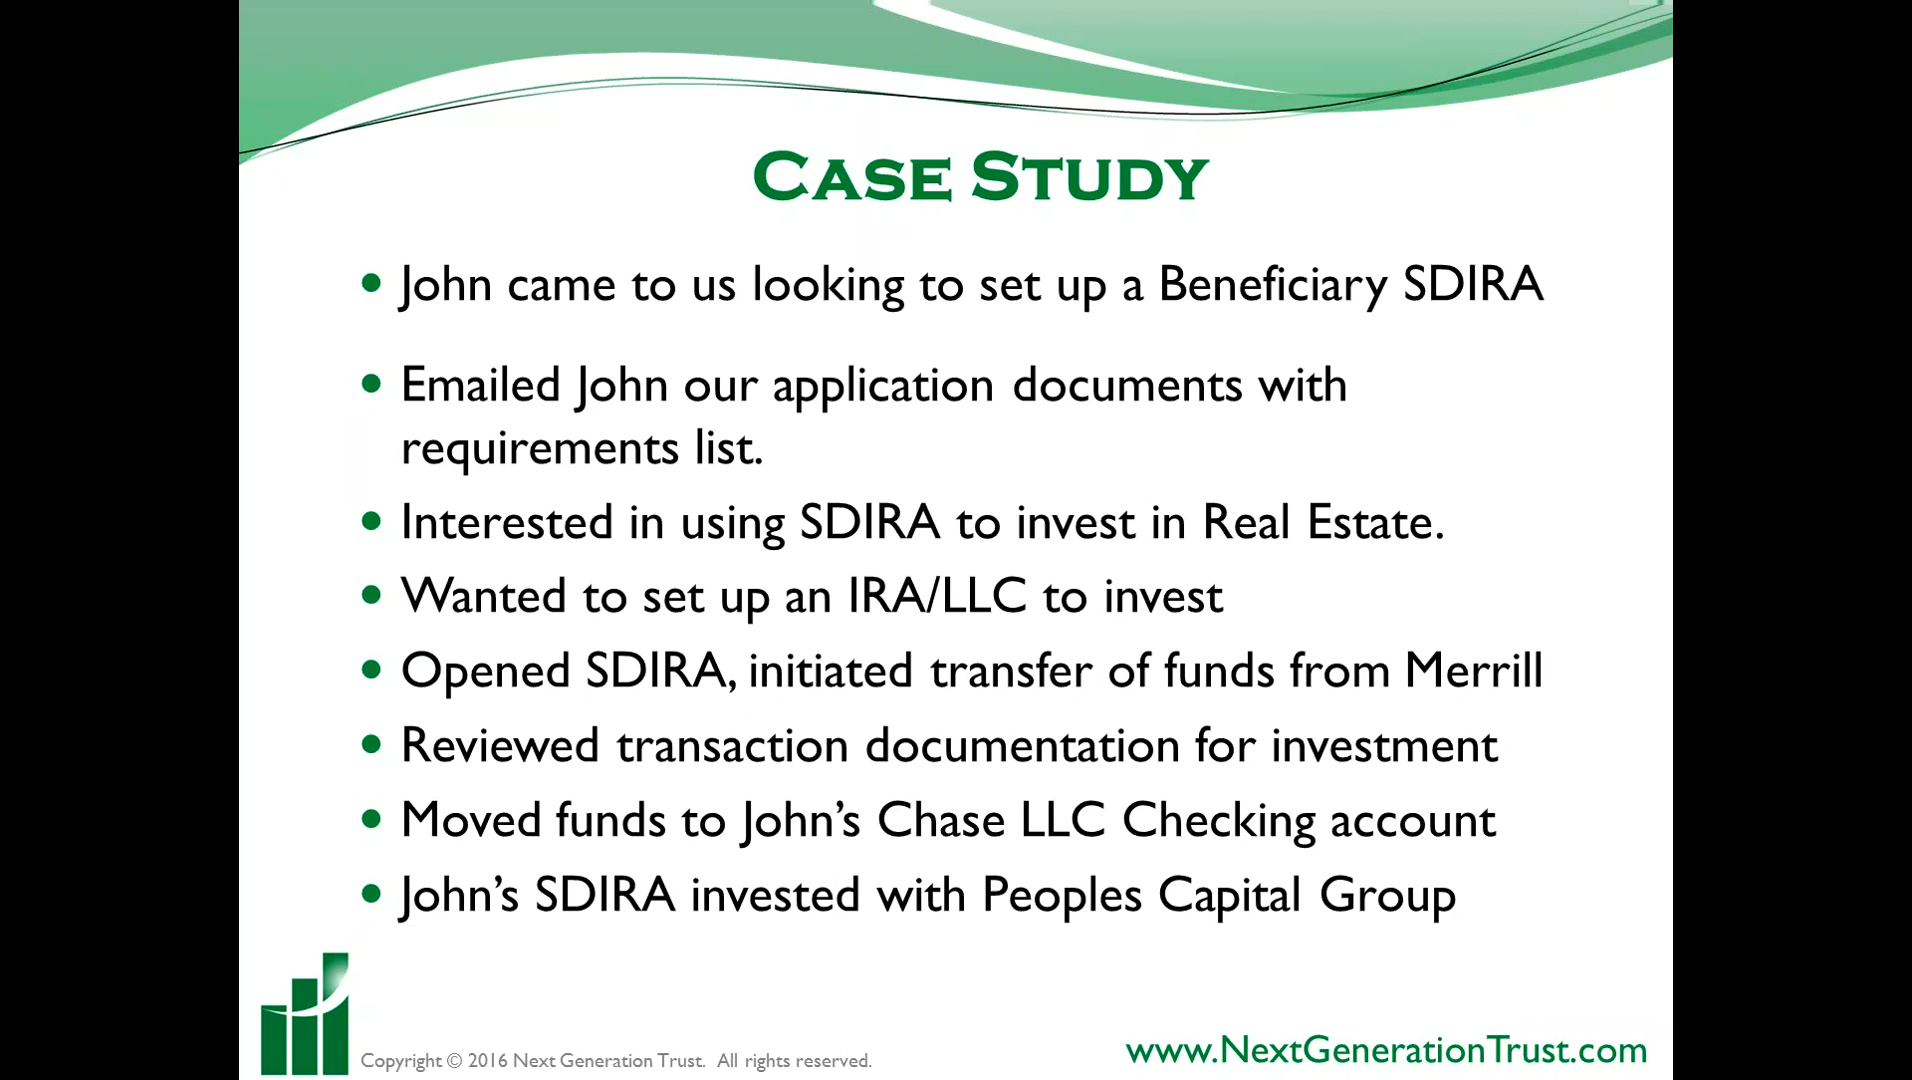 Case Study
• John came to us looking to set up a Beneficiary SDIRA
• Emailed John our application documents with
requirements list.
• Interested in using SDIRA to invest in Real Estate.
• Wanted to set up an IRA/LLC to invest
• Opened SDIRA, initiated transfer of funds from Merrill
• Reviewed transaction documentation for investment
• Moved funds to John’s Chase LLC Checking account
• John’s SDIRA invested with Peoples Capital Group
Copyright © 2016 Next Generation Trust. All rights reserved.
www.NextGenerationTrust.com